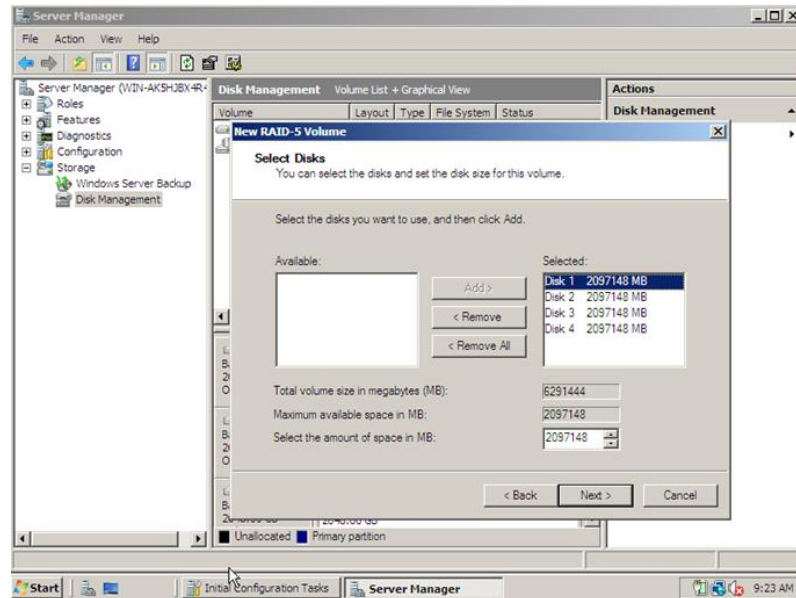 Server Manager
File Action View Help
Server Manager (WIN-AK5HJBX4R
Roles
Features
Diagnostics
Configuration
Storage
Windows Server Backup
Disk Management
Disk Management Volume List + Graphical View
Volume Layout Type File System Status
Actions
Disk Management
New RAID-5 Volume
Select Disks
You can select the disks and set the disk size for this volume.
Select the disks you want to use, and then click Add.
Available:
Add >
< Remove
< Remove All
Selected:
Disk 1 2097148 MB
Disk 2 2097148 MB
Disk 3 2097148 MB
Disk 4 2097148 MB
Total volume size in megabytes (MB): 6291444
Maximum available space in MB: 2097148
Select the amount of space in MB: 2097148
< Back Next > Cancel
Unallocated Primary partition
Start Initial Configuration Tasks Server Manager 9:23 AM